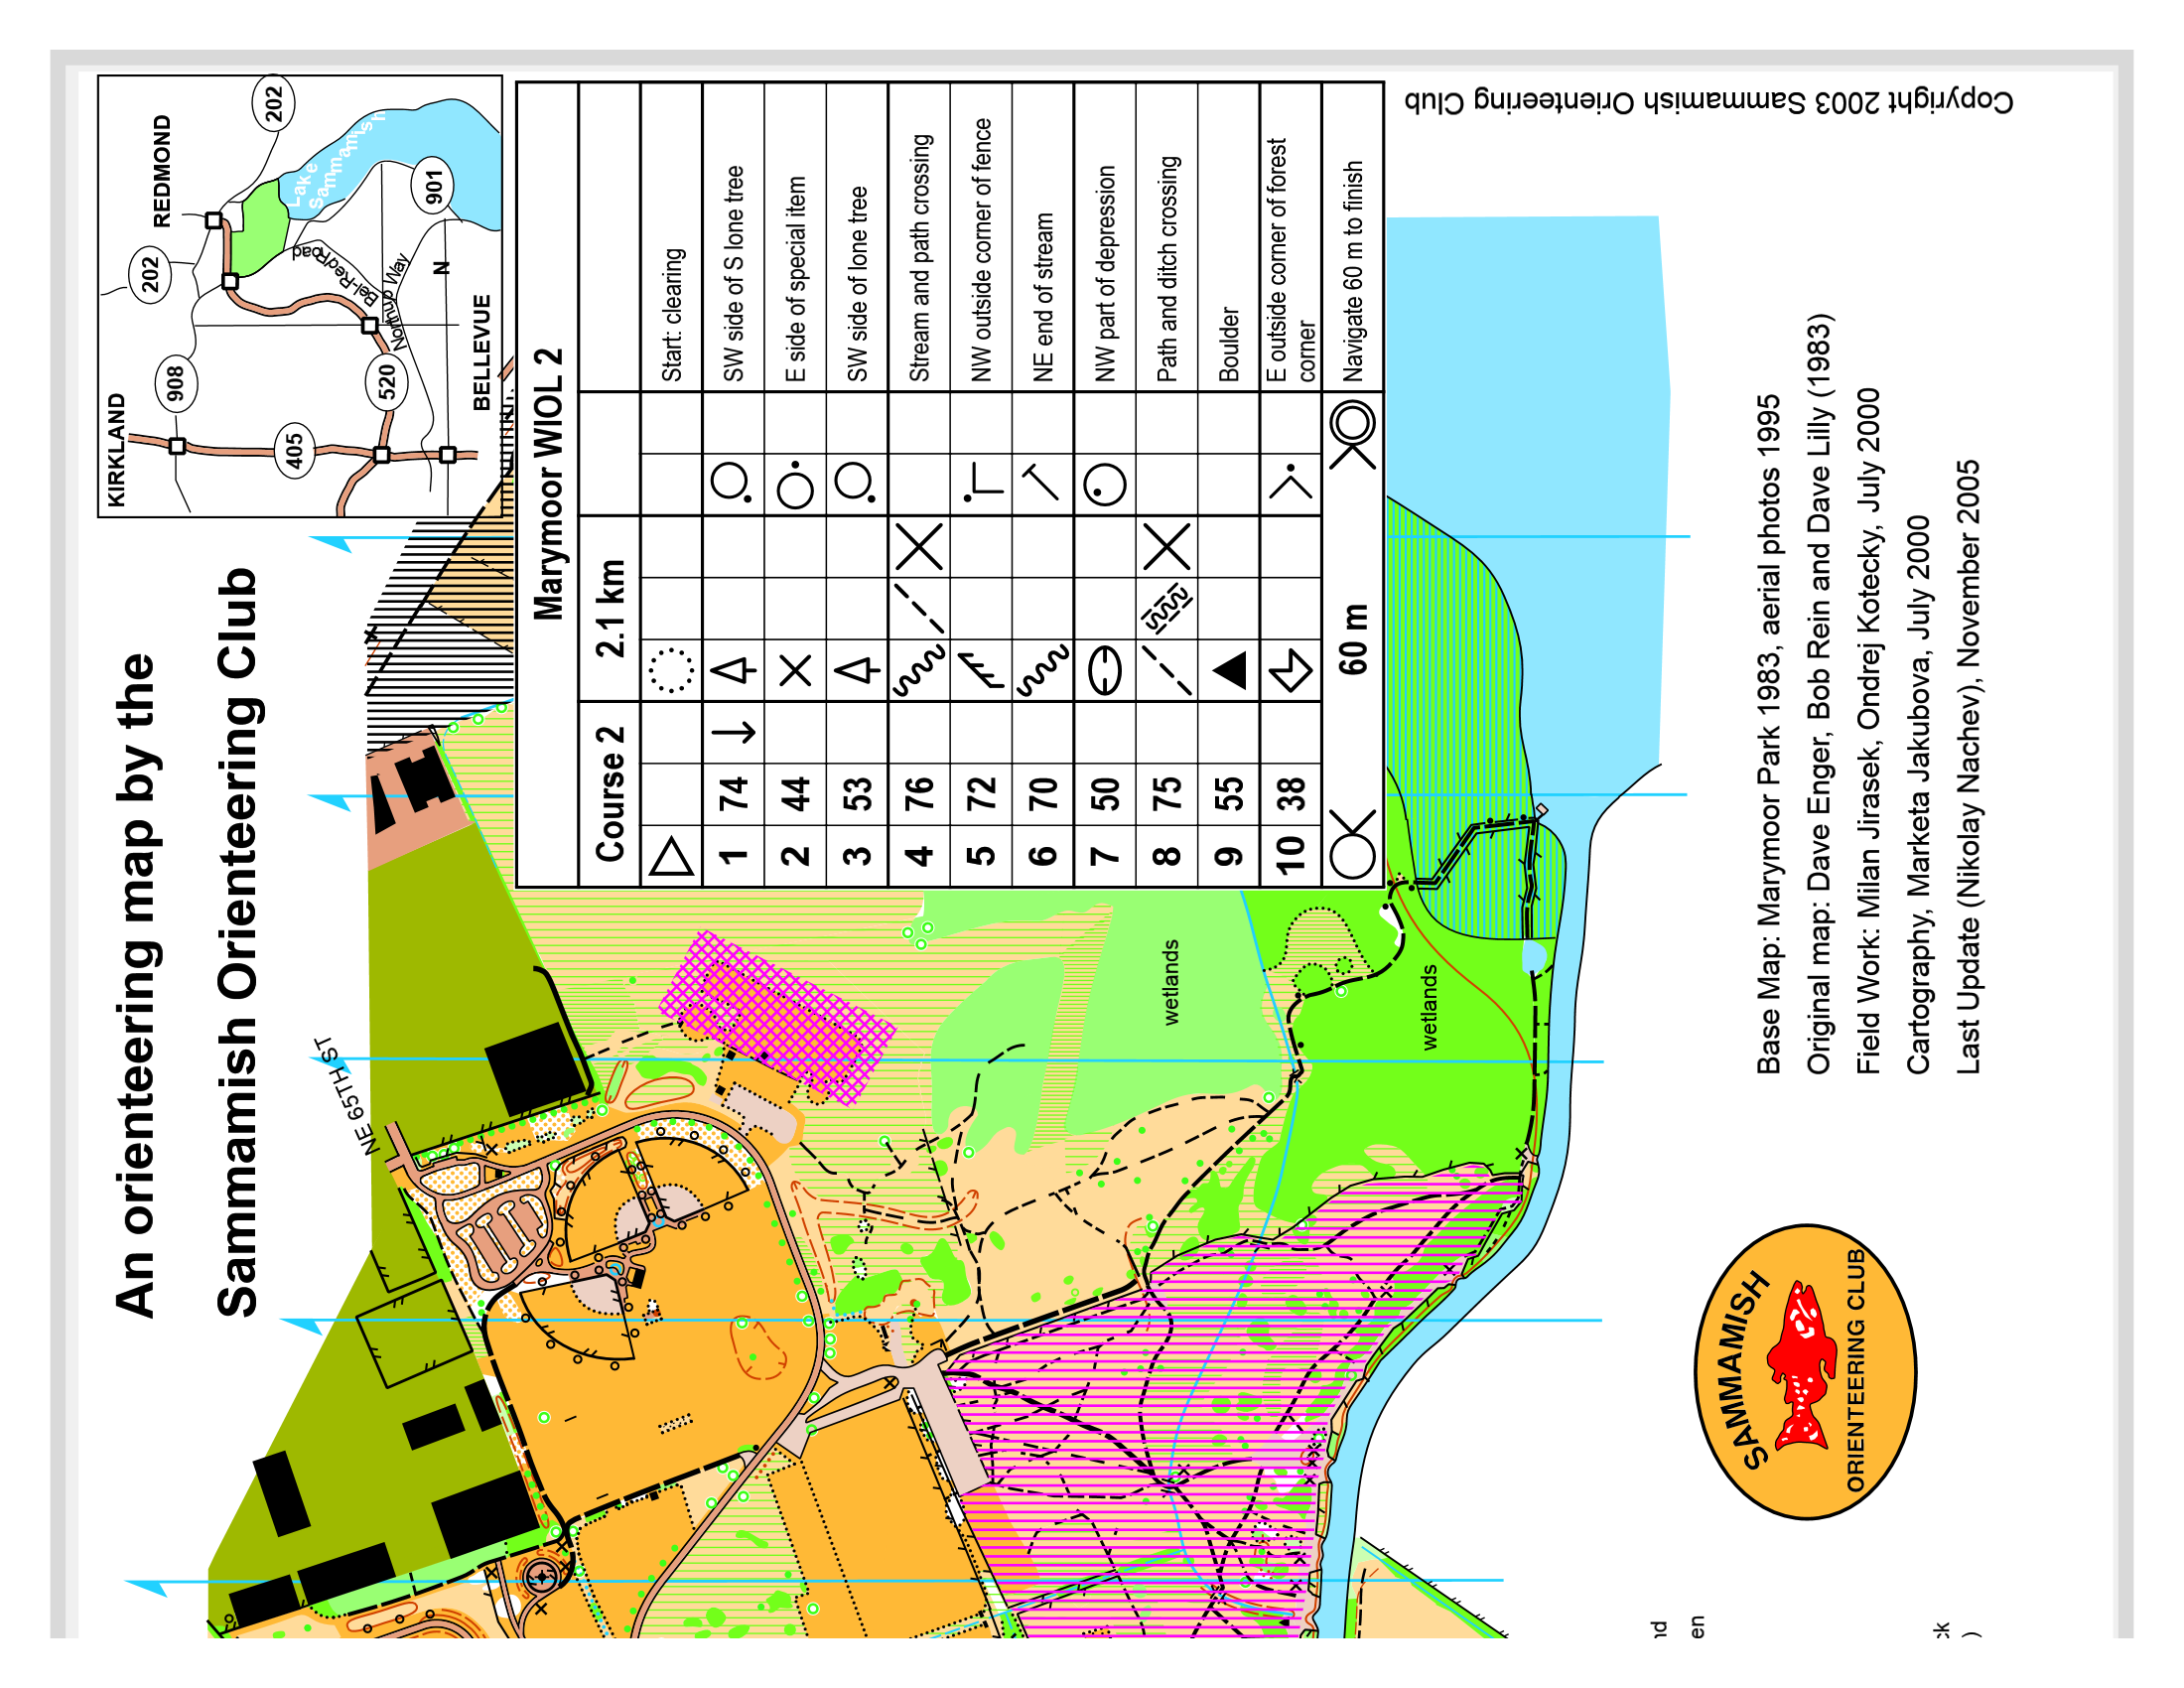 An orienteering map by the
Sammamish Orienteering Club
KIRKLAND
REDMOND
BELLEVUE
202
202
908
405
520
901
Lake
Sammamish
Bel-Red Road
Northup Way
N
NE 65TH ST
Marymoor WIOL 2
Course 2 2.1 km
Start: clearing
1 74 SW side of S lone tree
2 44 E side of special item
3 53 SW side of lone tree
4 76 Stream and path crossing
5 72 NW outside corner of fence
6 70 NE end of stream
7 50 NW part of depression
8 75 Path and ditch crossing
9 55 Boulder
10 38 E outside corner of forest
corner
60 m Navigate 60 m to finish
wetlands
wetlands
Copyright 2003 Sammamish Orienteering Club
Base Map: Marymoor Park 1983, aerial photos 1995
Original map: Dave Enger, Bob Rein and Dave Lilly (1983)
Field Work: Milan Jirasek, Ondrej Kotecky, July 2000
Cartography, Marketa Jakubova, July 2000
Last Update (Nikolay Nachev), November 2005
SAMMAMISH
ORIENTEERING CLUB
nd
en
ck
)